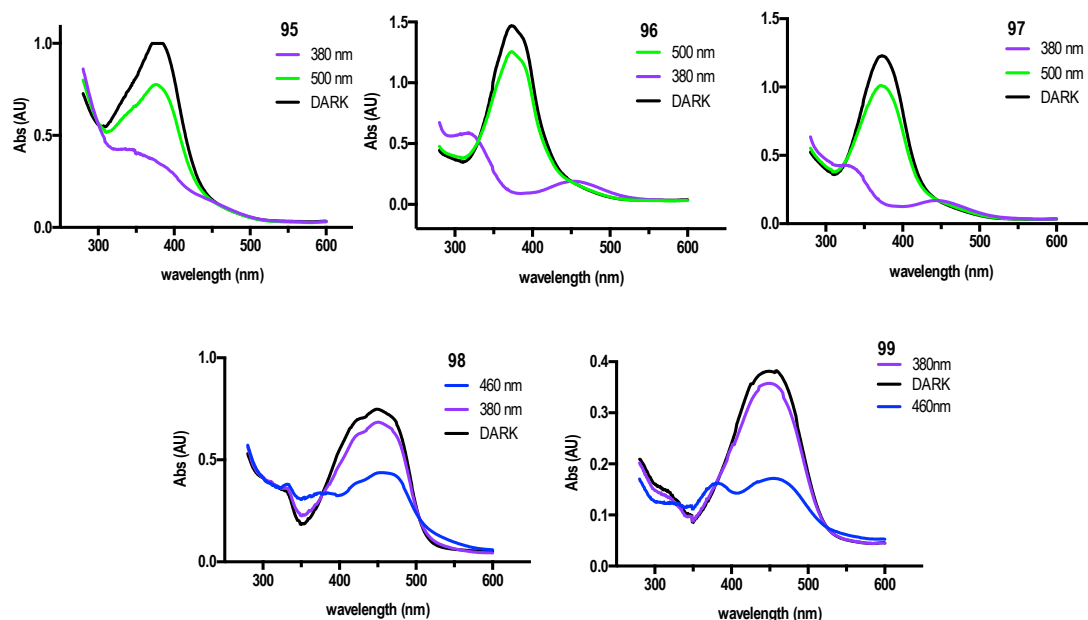 95
380 nm
500 nm
DARK
Abs (AU)
1.0
0.5
0.0
300 400 500 600
wavelength (nm)
96
500 nm
380 nm
DARK
Abs (AU)
1.5
1.0
0.5
0.0
300 400 500 600
wavelength (nm)
97
380 nm
500 nm
DARK
Abs (AU)
1.5
1.0
0.5
0.0
300 400 500 600
wavelength (nm)
98
460 nm
380 nm
DARK
Abs (AU)
1.0
0.5
0.0
300 400 500 600
wavelength (nm)
99
380nm
DARK
460nm
Abs (AU)
0.4
0.3
0.2
0.1
0.0
300 400 500 600
wavelength (nm)